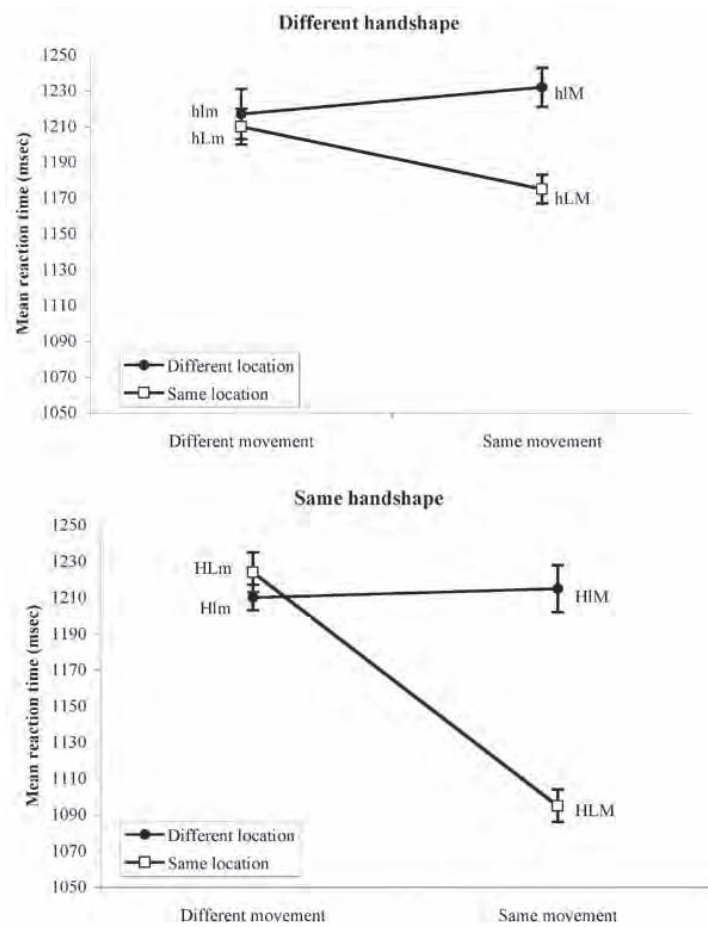 Different handshape
Mean reaction time (msec)
1250
1230
1210
1190
1170
1150
1130
1110
1090
1070
1050
hlm
hLm
hlM
hLM
Different location
Same location
Different movement
Same movement
Same handshape
Mean reaction time (msec)
1250
1230
1210
1190
1170
1150
1130
1110
1090
1070
1050
HLm
Hlm
HlM
HLM
Different location
Same location
Different movement
Same movement